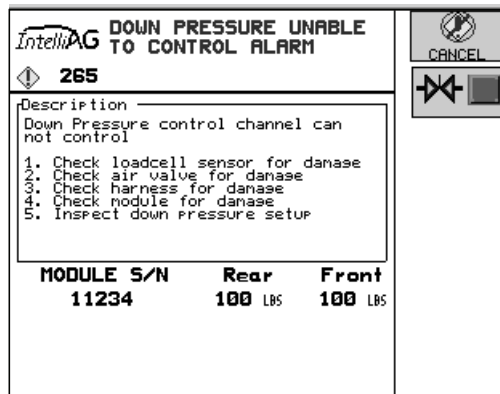 IntelliAG DOWN PRESSURE UNABLE
TO CONTROL ALARM
265
CANCEL
Description
Down Pressure control channel can
not control
1. Check loadcell sensor for damage
2. Check air valve for damage
3. Check harness for damage
4. Check module for damage
5. Inspect down pressure setup
MODULE S/N Rear Front
11234 100 LBS 100 LBS